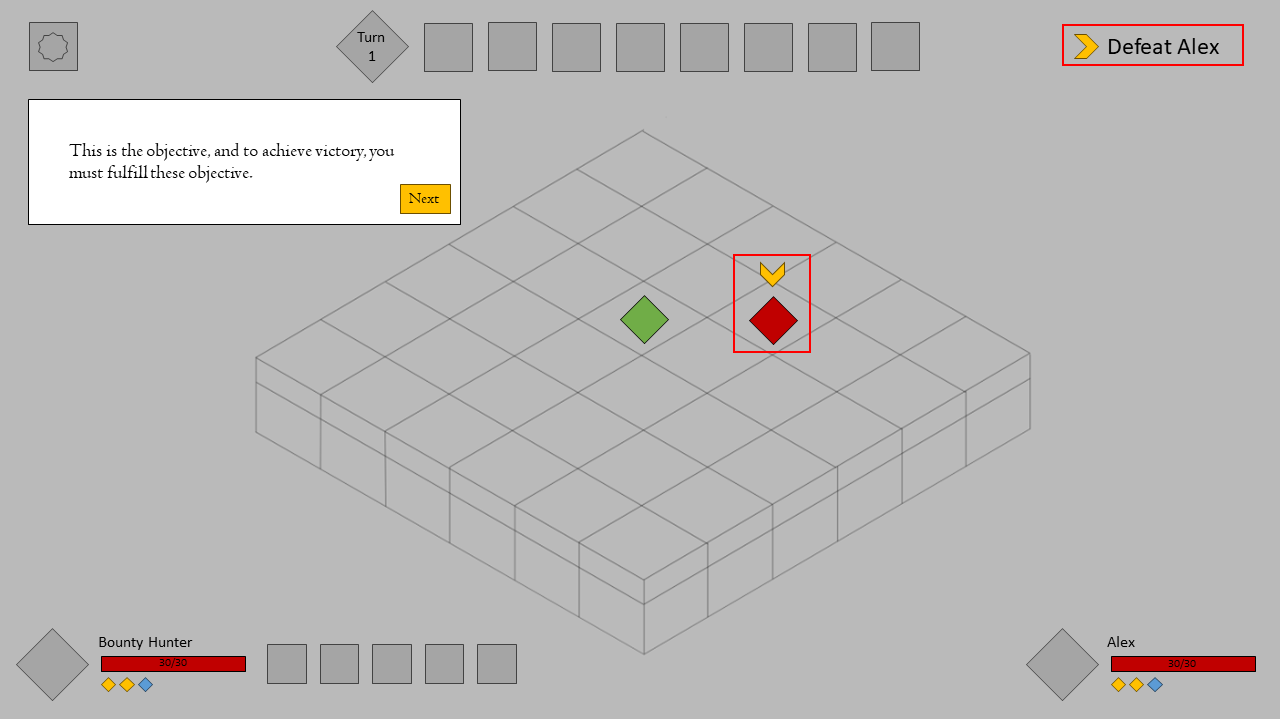 Turn
1
Defeat Alex
This is the objective, and to achieve victory, you
must fulfill these objective.
Next
Bounty Hunter
30/30
Alex
30/30